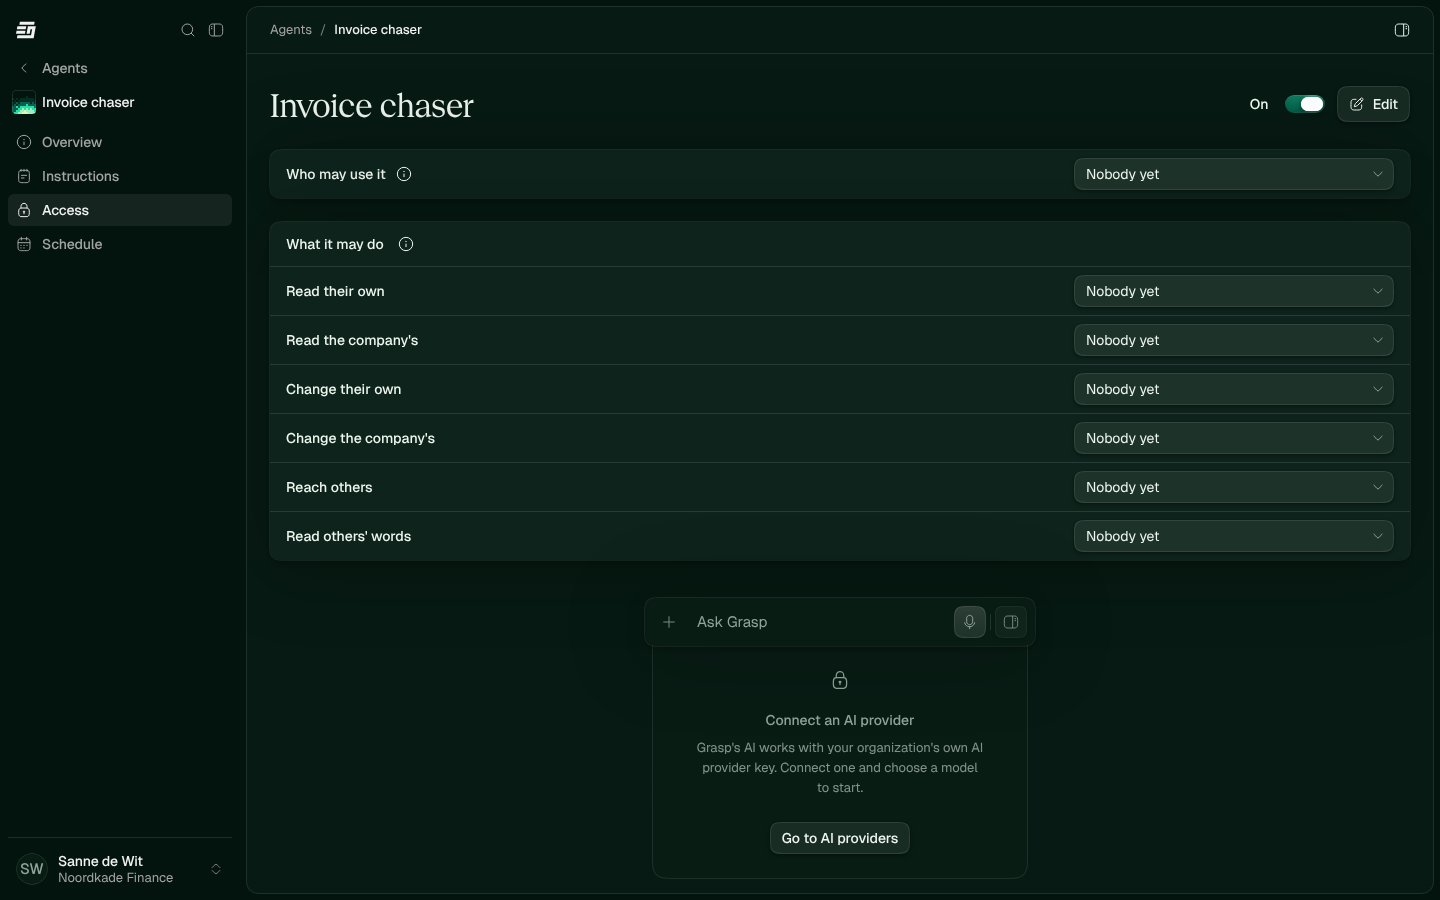 Agents
Invoice chaser
Overview
Instructions
Access
Schedule
SW
Sanne de Wit
Noordkade Finance
Agents / Invoice chaser
Invoice chaser
On
Edit
Who may use it
Nobody yet
What it may do
Read their own
Nobody yet
Read the company's
Nobody yet
Change their own
Nobody yet
Change the company's
Nobody yet
Reach others
Nobody yet
Read others' words
Nobody yet
Ask Grasp
Connect an AI provider
Grasp's AI works with your organization's own AI
provider key. Connect one and choose a model
to start.
Go to AI providers